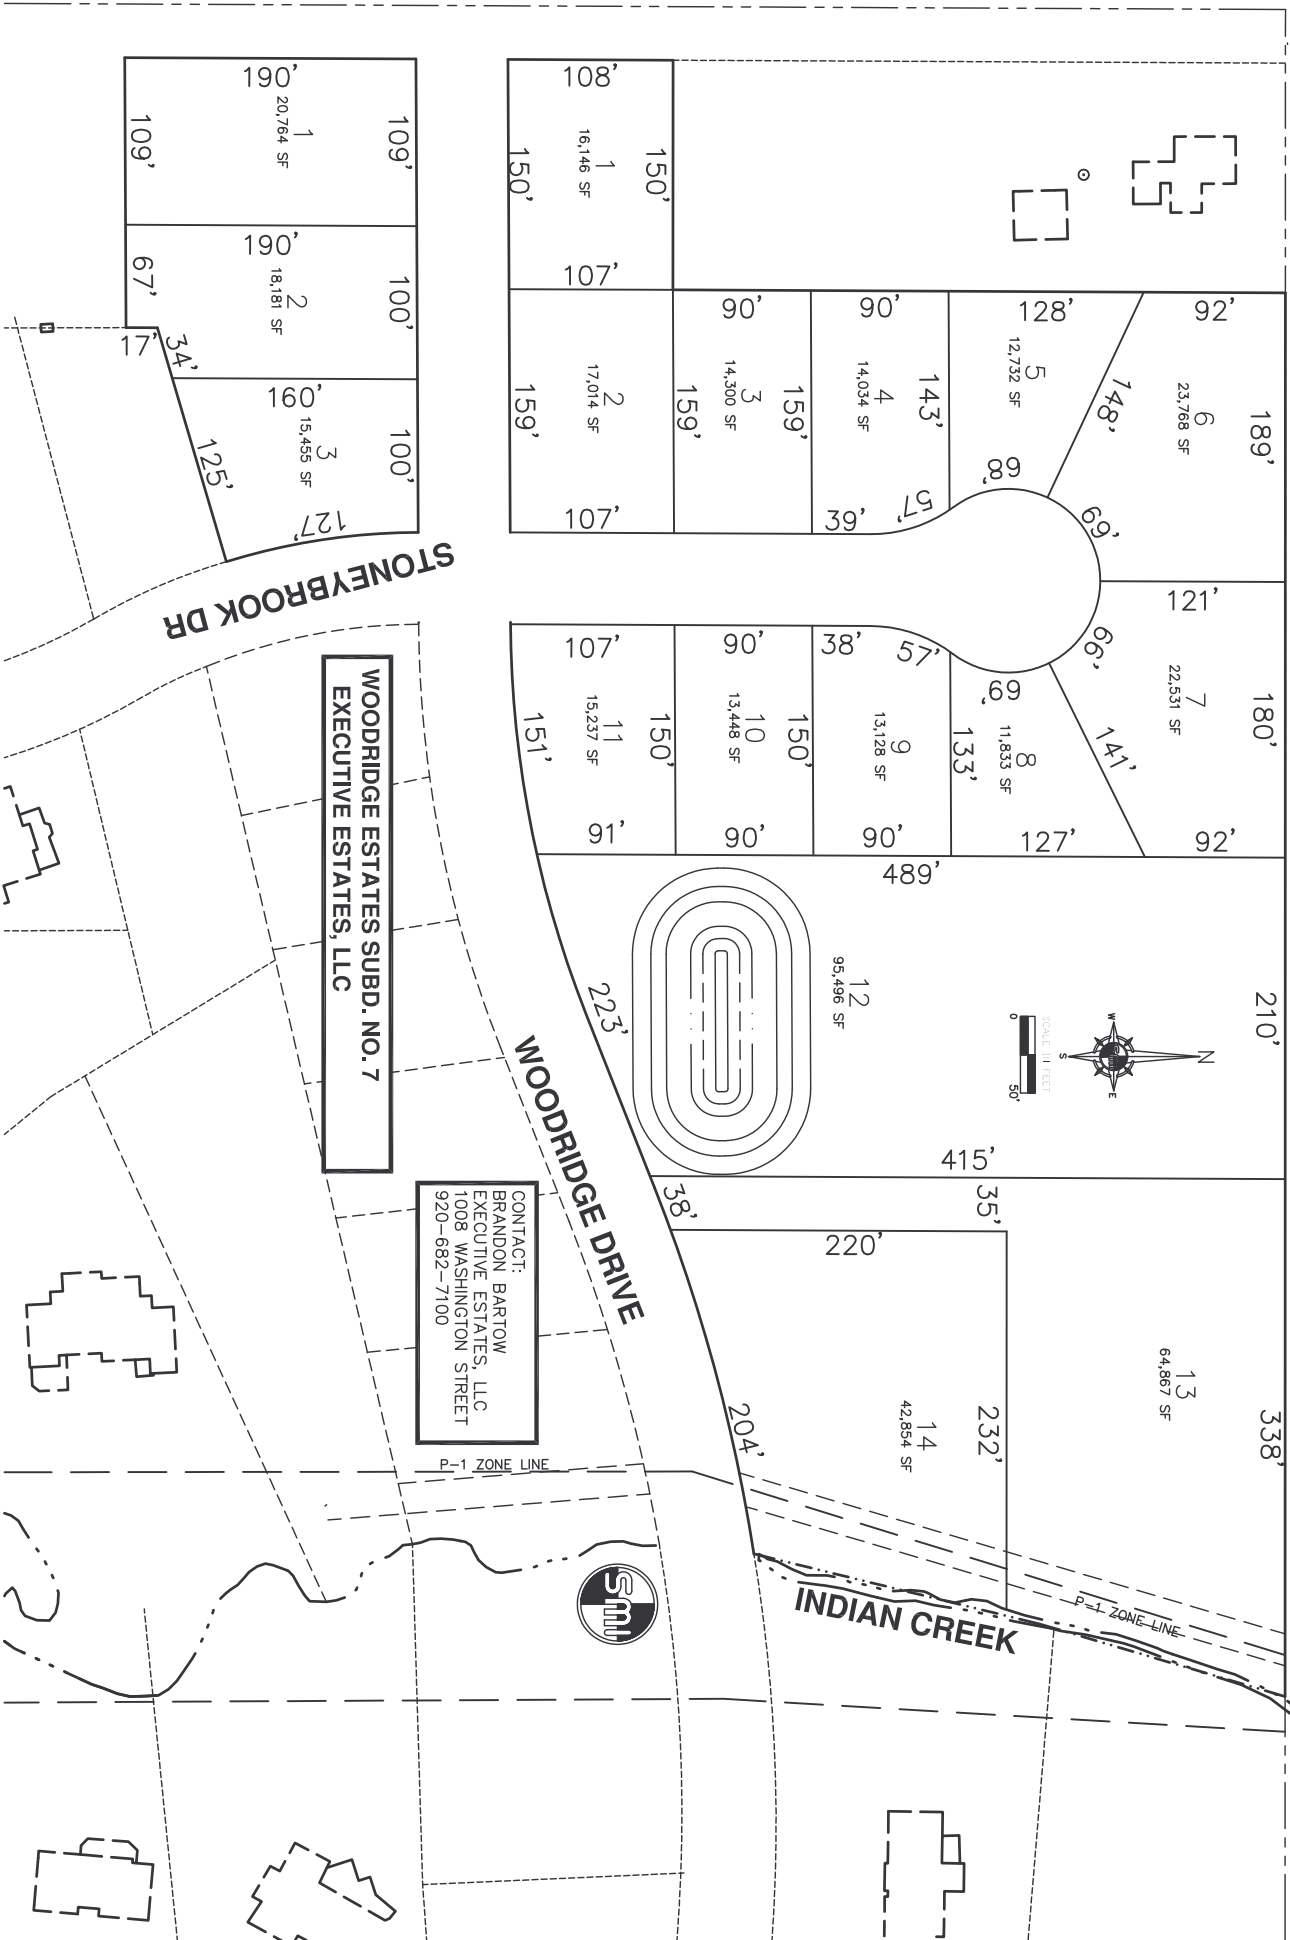 190'
1
20,764 SF
109'
109'
190'
2
18,181 SF
100'
67'
17'
34'
160'
3
15,455 SF
100'
125'
127'
108'
1
16,146 SF
150'
150'
107'
2
17,014 SF
159'
159'
107'
90'
3
14,300 SF
159'
90'
4
14,034 SF
143'
39'
57'
128'
5
12,732 SF
68'
148'
92'
6
23,768 SF
189'
69'
121'
7
22,531 SF
180'
66'
141'
92'
69'
8
11,833 SF
133'
127'
38'
57'
9
13,128 SF
90'
90'
10
13,448 SF
150'
150'
90'
107'
11
15,237 SF
151'
91'
489'
12
95,496 SF
210'
223'
415'
N
W
E
S
smi
SCALE IN FEET
0
50'
38'
35'
13
64,867 SF
338'
220'
14
42,854 SF
232'
204'
STONEYBROOK DR
WOODRIDGE DRIVE
INDIAN CREEK
P-1 ZONE LINE
P-1 ZONE LINE
WOODRIDGE ESTATES SUBD. NO. 7
EXECUTIVE ESTATES, LLC
CONTACT:
BRANDON BARTOW
EXECUTIVE ESTATES, LLC
1008 WASHINGTON STREET
920-682-7100
smi